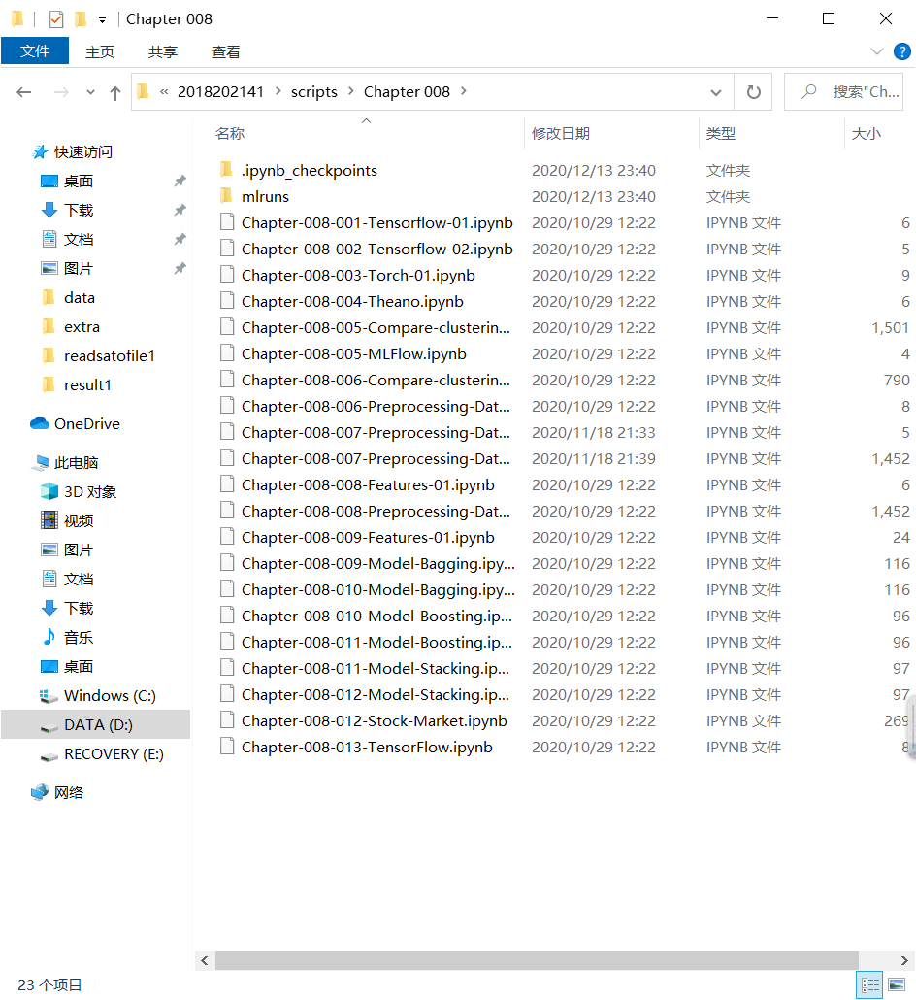 Chapter 008
文件 主页 共享 查看
« 2018202141 › scripts › Chapter 008 ›
搜索"Ch...
名称 修改日期 类型 大小
快速访问
桌面
下载
文档
图片
data
extra
readsatofile1
result1
OneDrive
此电脑
3D 对象
视频
图片
文档
下载
音乐
桌面
Windows (C:)
DATA (D:)
RECOVERY (E:)
网络
.ipynb_checkpoints 2020/12/13 23:40 文件夹
mlruns 2020/12/13 23:40 文件夹
Chapter-008-001-Tensorflow-01.ipynb 2020/10/29 12:22 IPYNB 文件 6
Chapter-008-002-Tensorflow-02.ipynb 2020/10/29 12:22 IPYNB 文件 5
Chapter-008-003-Torch-01.ipynb 2020/10/29 12:22 IPYNB 文件 9
Chapter-008-004-Theano.ipynb 2020/10/29 12:22 IPYNB 文件 6
Chapter-008-005-Compare-clusterin... 2020/10/29 12:22 IPYNB 文件 1,501
Chapter-008-005-MLFlow.ipynb 2020/10/29 12:22 IPYNB 文件 4
Chapter-008-006-Compare-clusterin... 2020/10/29 12:22 IPYNB 文件 790
Chapter-008-006-Preprocessing-Dat... 2020/10/29 12:22 IPYNB 文件 8
Chapter-008-007-Preprocessing-Dat... 2020/11/18 21:33 IPYNB 文件 5
Chapter-008-007-Preprocessing-Dat... 2020/11/18 21:39 IPYNB 文件 1,452
Chapter-008-008-Features-01.ipynb 2020/10/29 12:22 IPYNB 文件 6
Chapter-008-008-Preprocessing-Dat... 2020/10/29 12:22 IPYNB 文件 1,452
Chapter-008-009-Features-01.ipynb 2020/10/29 12:22 IPYNB 文件 24
Chapter-008-009-Model-Bagging.ipy... 2020/10/29 12:22 IPYNB 文件 116
Chapter-008-010-Model-Bagging.ipy... 2020/10/29 12:22 IPYNB 文件 116
Chapter-008-010-Model-Boosting.ip... 2020/10/29 12:22 IPYNB 文件 96
Chapter-008-011-Model-Boosting.ip... 2020/10/29 12:22 IPYNB 文件 96
Chapter-008-011-Model-Stacking.ip... 2020/10/29 12:22 IPYNB 文件 97
Chapter-008-012-Model-Stacking.ip... 2020/10/29 12:22 IPYNB 文件 97
Chapter-008-012-Stock-Market.ipynb 2020/10/29 12:22 IPYNB 文件 269
Chapter-008-013-TensorFlow.ipynb 2020/10/29 12:22 IPYNB 文件 8
23 个项目